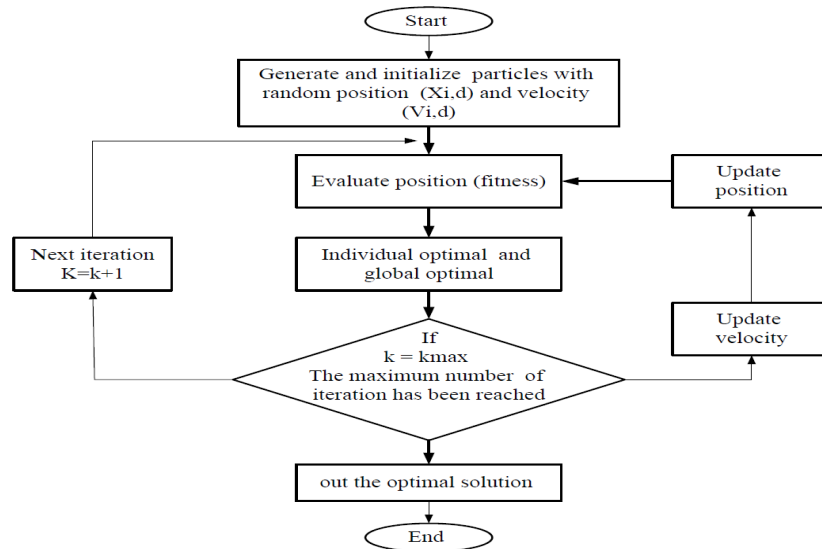 Start
Generate and initialize particles with
random position (Xi,d) and velocity
(Vi,d)
Evaluate position (fitness)
Update
position
Next iteration
K=k+1
Individual optimal and
global optimal
Update
velocity
If
k = kmax
The maximum number of
iteration has been reached
out the optimal solution
End